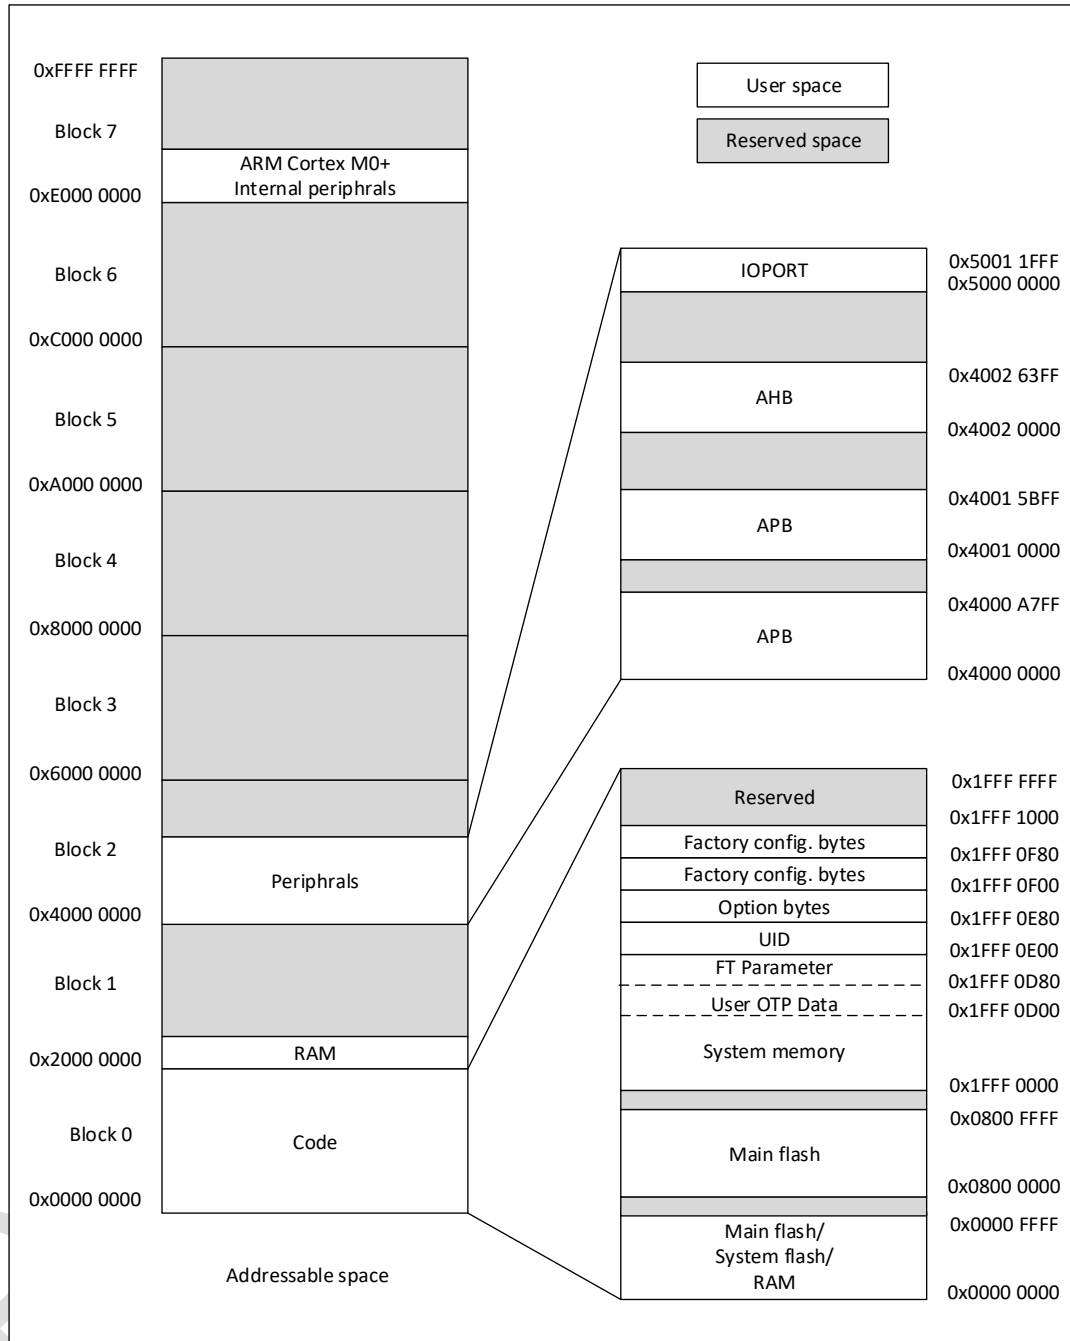 0xFFFF FFFF
Block 7
ARM Cortex M0+
Internal periphrals
0xE000 0000
Block 6
0xC000 0000
Block 5
0xA000 0000
Block 4
0x8000 0000
Block 3
0x6000 0000
Block 2
Periphrals
0x4000 0000
Block 1
RAM
0x2000 0000
Block 0
Code
0x0000 0000
Addressable space
User space
Reserved space
IOPORT
0x5001 1FFF
0x5000 0000
0x4002 63FF
AHB
0x4002 0000
0x4001 5BFF
APB
0x4001 0000
0x4000 A7FF
APB
0x4000 0000
0x1FFF FFFF
Reserved
0x1FFF 1000
Factory config. bytes
0x1FFF 0F80
Factory config. bytes
0x1FFF 0F00
Option bytes
0x1FFF 0E80
UID
0x1FFF 0E00
FT Parameter
0x1FFF 0D80
User OTP Data
0x1FFF 0D00
System memory
0x1FFF 0000
0x0800 FFFF
Main flash
0x0800 0000
0x0000 FFFF
Main flash/
System flash/
RAM
0x0000 0000